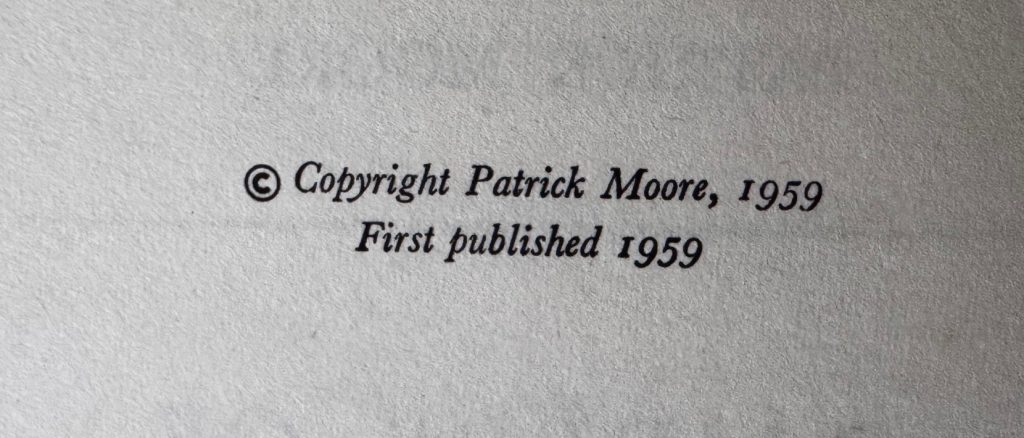 © Copyright Patrick Moore, 1959
First published 1959